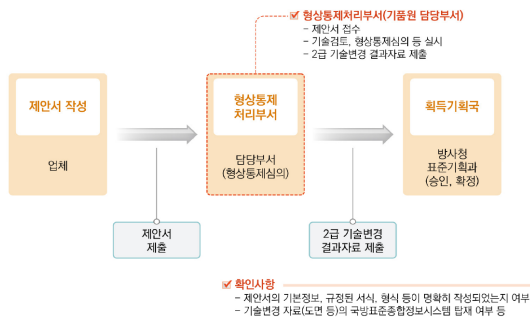 형상통제처리부서(기품원 담당부서)
- 제안서 접수
- 기술검토, 형상통제심의 등 실시
- 2급 기술변경 결과자료 제출
제안서 작성
업체
형상통제
처리부서
담당부서
(형상통제심의)
획득기획국
방사청
표준기획과
(승인, 확정)
제안서
제출
2급 기술변경
결과자료 제출
확인사항
- 제안서의 기본정보, 규정된 서식, 형식 등이 명확히 작성되었는지 여부
- 기술변경 자료(도면 등)의 국방표준종합정보시스템 탑재 여부 등